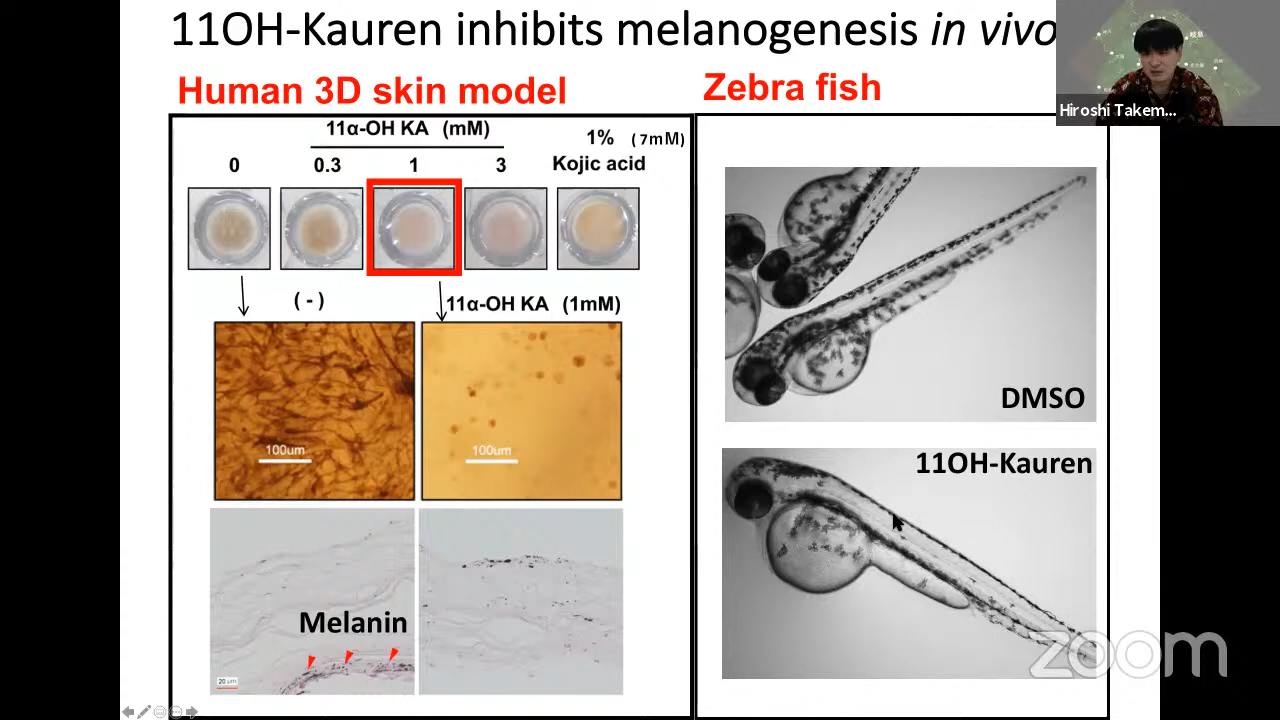 11OH-Kauren inhibits melanogenesis in vivo
Human 3D skin model
Zebra fish
Hiroshi Takem...
11α-OH KA (mM)
1% (7mM)
0
0.3
1
3
Kojic acid
(-)
11α-OH KA (1mM)
100um
100um
DMSO
11OH-Kauren
Melanin
20 μm
zoom